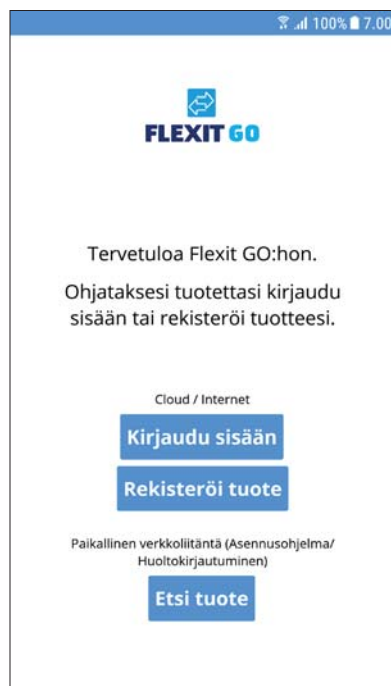 100% 7.00
FLEXIT GO
Tervetuloa Flexit GO:hon.
Ohjataksesi tuotettasi kirjaudu
sisään tai rekisteröi tuotteesi.
Cloud / Internet
Kirjaudu sisään
Rekisteröi tuote
Paikallinen verkkoliitäntä (Asennusohjelma/
Huoltokirjautuminen)
Etsi tuote